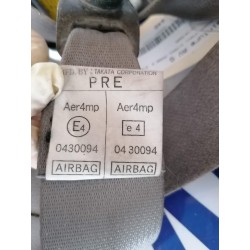 BY : TAKATA CORPORATION
PRE
Aer4mp Aer4mp
E4 e 4
0430094 04 30094
AIRBAG AIRBAG